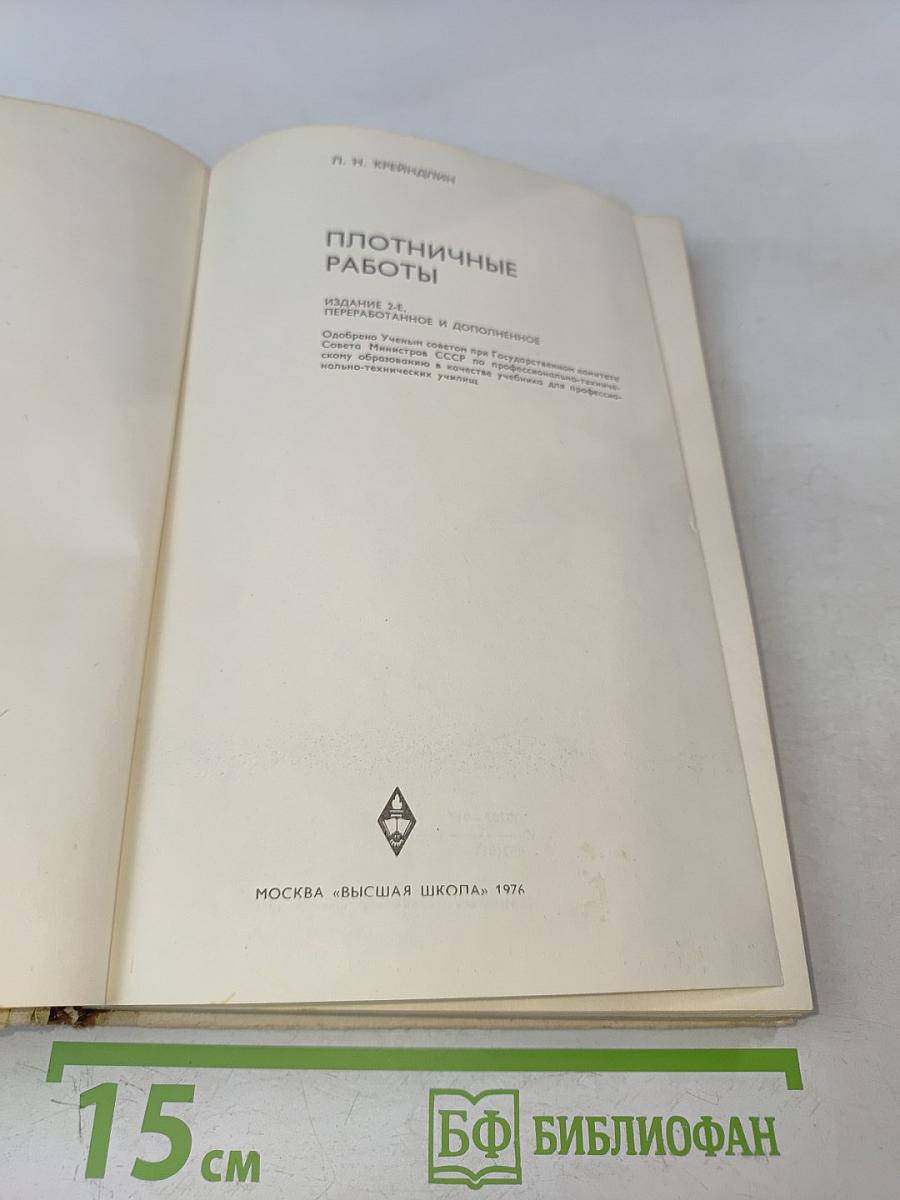 Л. Н. КРЕЙНДЛИН
ПЛОТНИЧНЫЕ
РАБОТЫ
ИЗДАНИЕ 2-Е,
ПЕРЕРАБОТАННОЕ И ДОПОЛНЕННОЕ
Одобрено Ученым советом при Государственном комитете
Совета Министров СССР по профессионально-техниче-
скому образованию в качестве учебника для профессио-
нально-технических училищ
МОСКВА «ВЫСШАЯ ШКОЛА» 1976
15 см
БФ БИБЛИОФАН